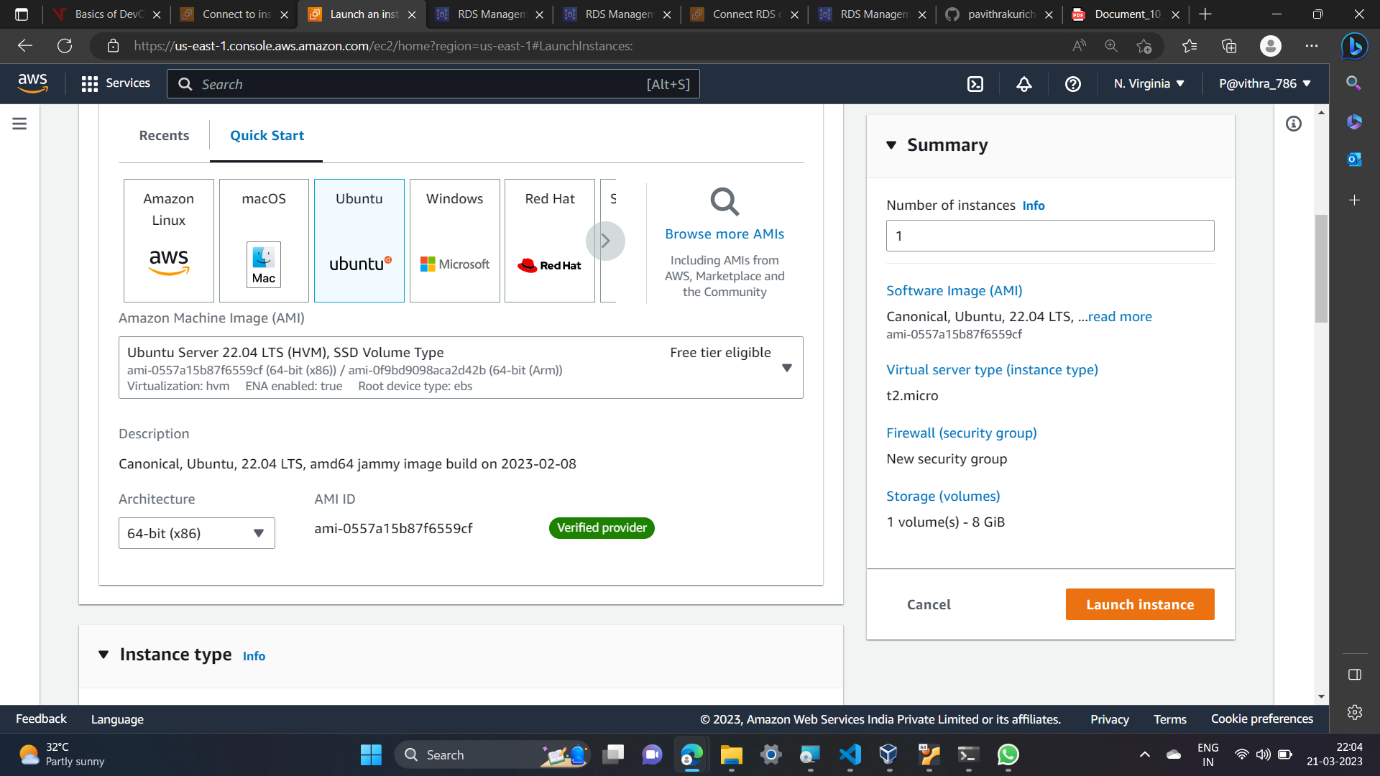 Basics of DevO
Connect to ins
Launch an inst
RDS Managem
RDS Managem
Connect RDS
RDS Managem
pavithrakurich
Document_10
https://us-east-1.console.aws.amazon.com/ec2/home?region=us-east-1#LaunchInstances:
aws
Services
Search
[Alt+S]
N. Virginia
P@vithra_786
Recents
Quick Start
Amazon
Linux
aws
macOS
Mac
Ubuntu
ubuntu
Windows
Microsoft
Red Hat
Red Hat
S
Browse more AMIs
Including AMIs from
AWS, Marketplace and
the Community
Amazon Machine Image (AMI)
Ubuntu Server 22.04 LTS (HVM), SSD Volume Type
Free tier eligible
ami-0557a15b87f6559cf (64-bit (x86)) / ami-0f9bd9098aca2d42b (64-bit (Arm))
Virtualization: hvm ENA enabled: true Root device type: ebs
Description
Canonical, Ubuntu, 22.04 LTS, amd64 jammy image build on 2023-02-08
Architecture
AMI ID
64-bit (x86)
ami-0557a15b87f6559cf
Verified provider
Instance type Info
Summary
Number of instances Info
1
Software Image (AMI)
Canonical, Ubuntu, 22.04 LTS, ...read more
ami-0557a15b87f6559cf
Virtual server type (instance type)
t2.micro
Firewall (security group)
New security group
Storage (volumes)
1 volume(s) - 8 GiB
Cancel
Launch instance
Feedback
Language
© 2023, Amazon Web Services India Private Limited or its affiliates.
Privacy
Terms
Cookie preferences
32°C
Partly sunny
Search
ENG
IN
22:04
21-03-2023